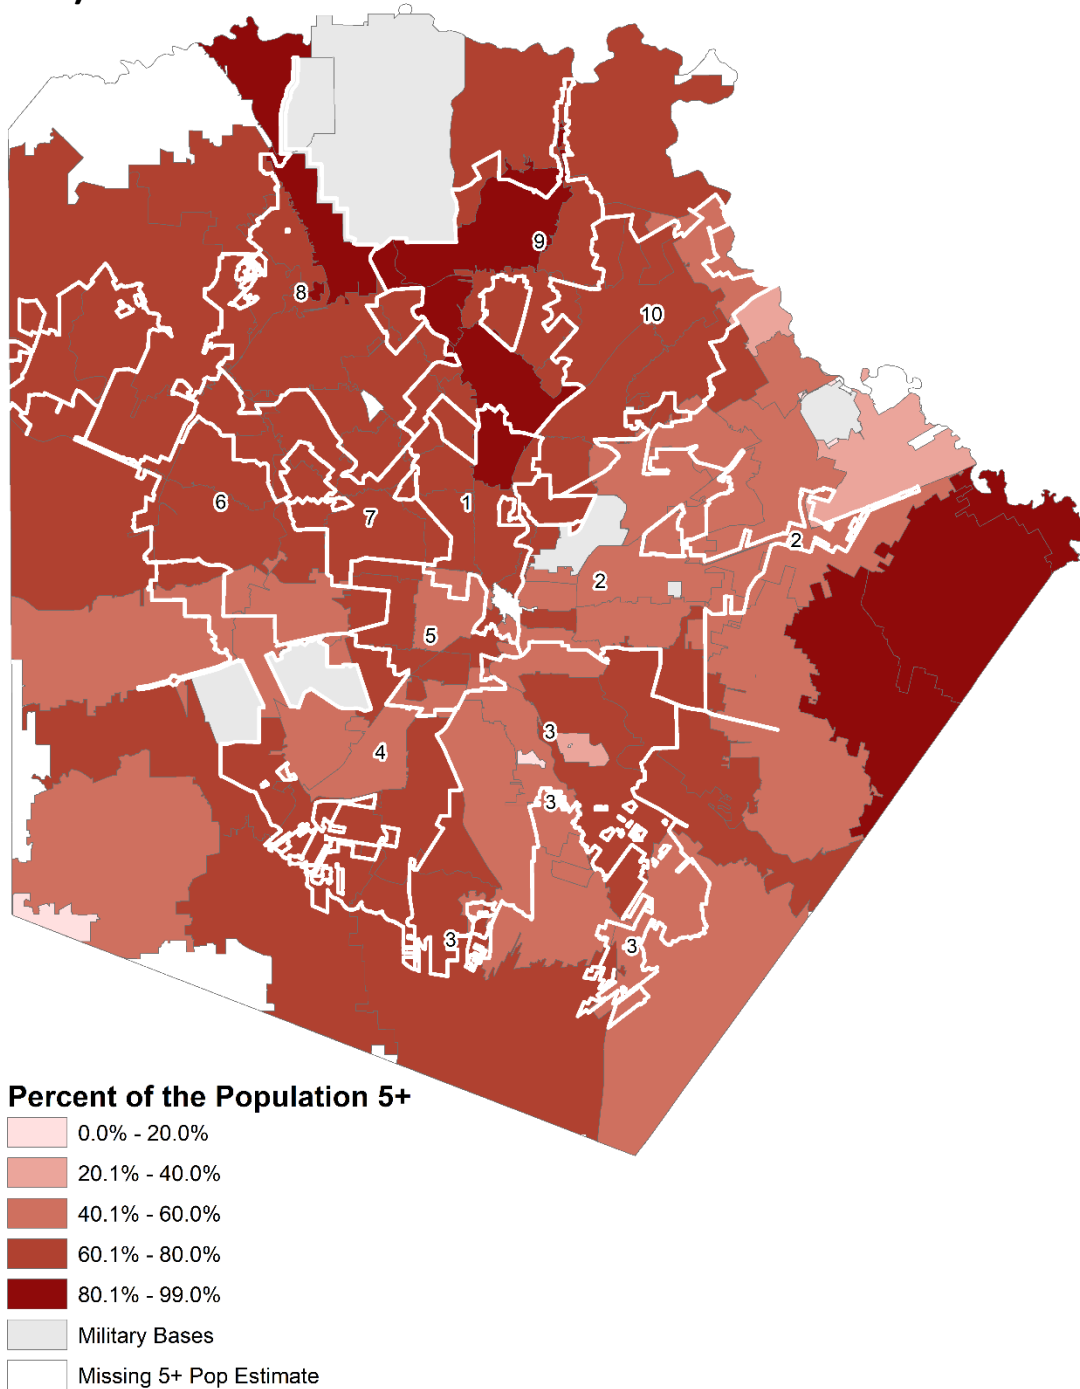 9
8
10
6
7
1
2
2
5
3
4
3
3
3
Percent of the Population 5+
0.0% - 20.0%
20.1% - 40.0%
40.1% - 60.0%
60.1% - 80.0%
80.1% - 99.0%
Military Bases
Missing 5+ Pop Estimate